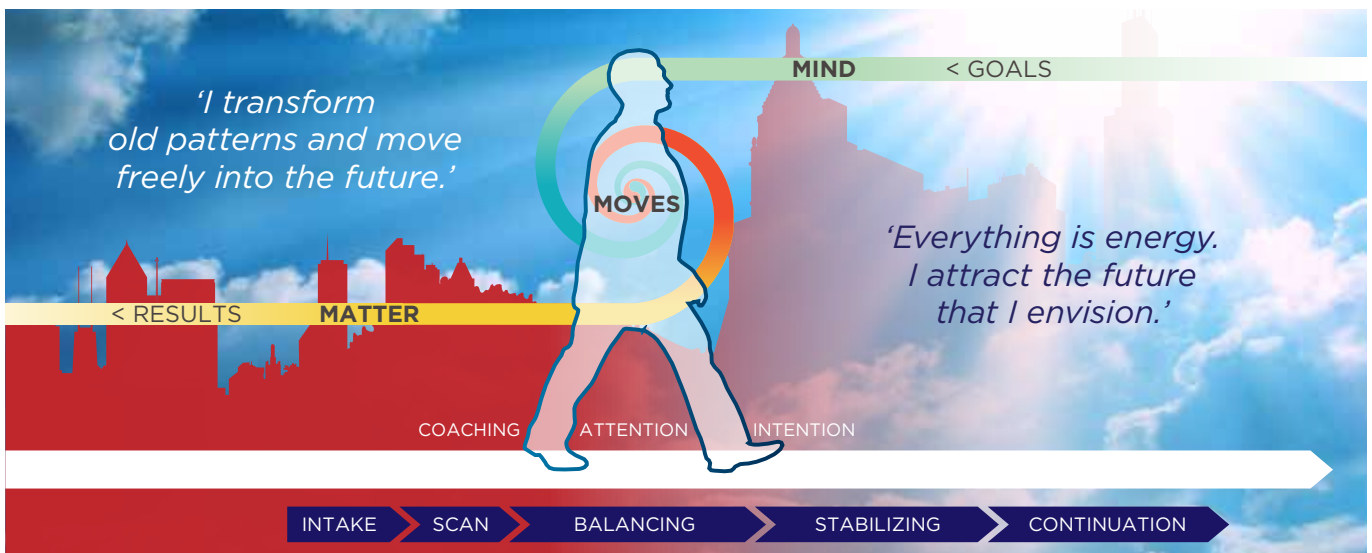 MIND < GOALS
‘I transform
old patterns and move
freely into the future.’
MOVES
‘Everything is energy.
I attract the future
that I envision.’
< RESULTS MATTER
COACHING ATTENTION INTENTION
INTAKE SCAN BALANCING STABILIZING CONTINUATION